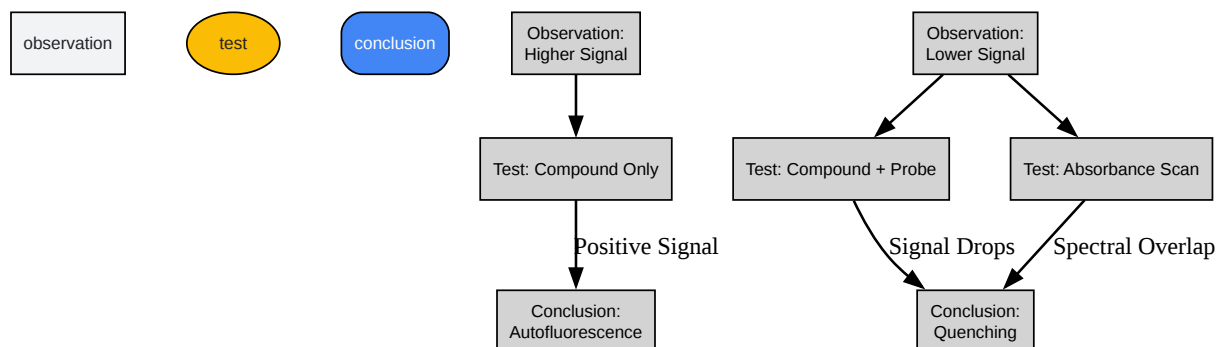 observation
test
conclusion
Observation:
Higher Signal
Observation:
Lower Signal
Test: Compound Only
Test: Compound + Probe
Test: Absorbance Scan
Positive Signal
Signal Drops
Spectral Overlap
Conclusion:
Autofluorescence
Conclusion:
Quenching